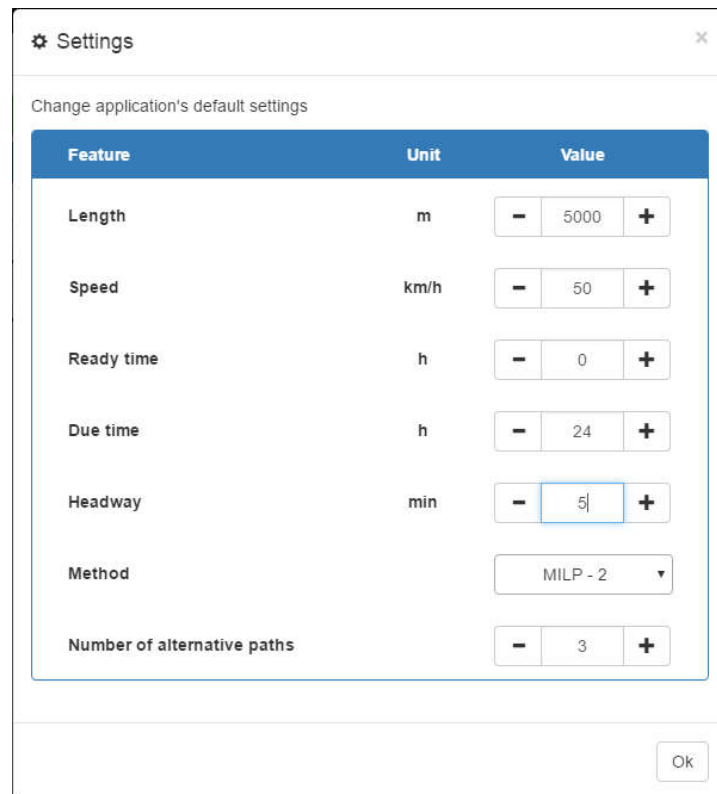 Settings ×
Change application's default settings
Feature Unit Value
Length m − 5000 +
Speed km/h − 50 +
Ready time h − 0 +
Due time h − 24 +
Headway min − 5 +
Method MILP - 2
Number of alternative paths − 3 +
Ok